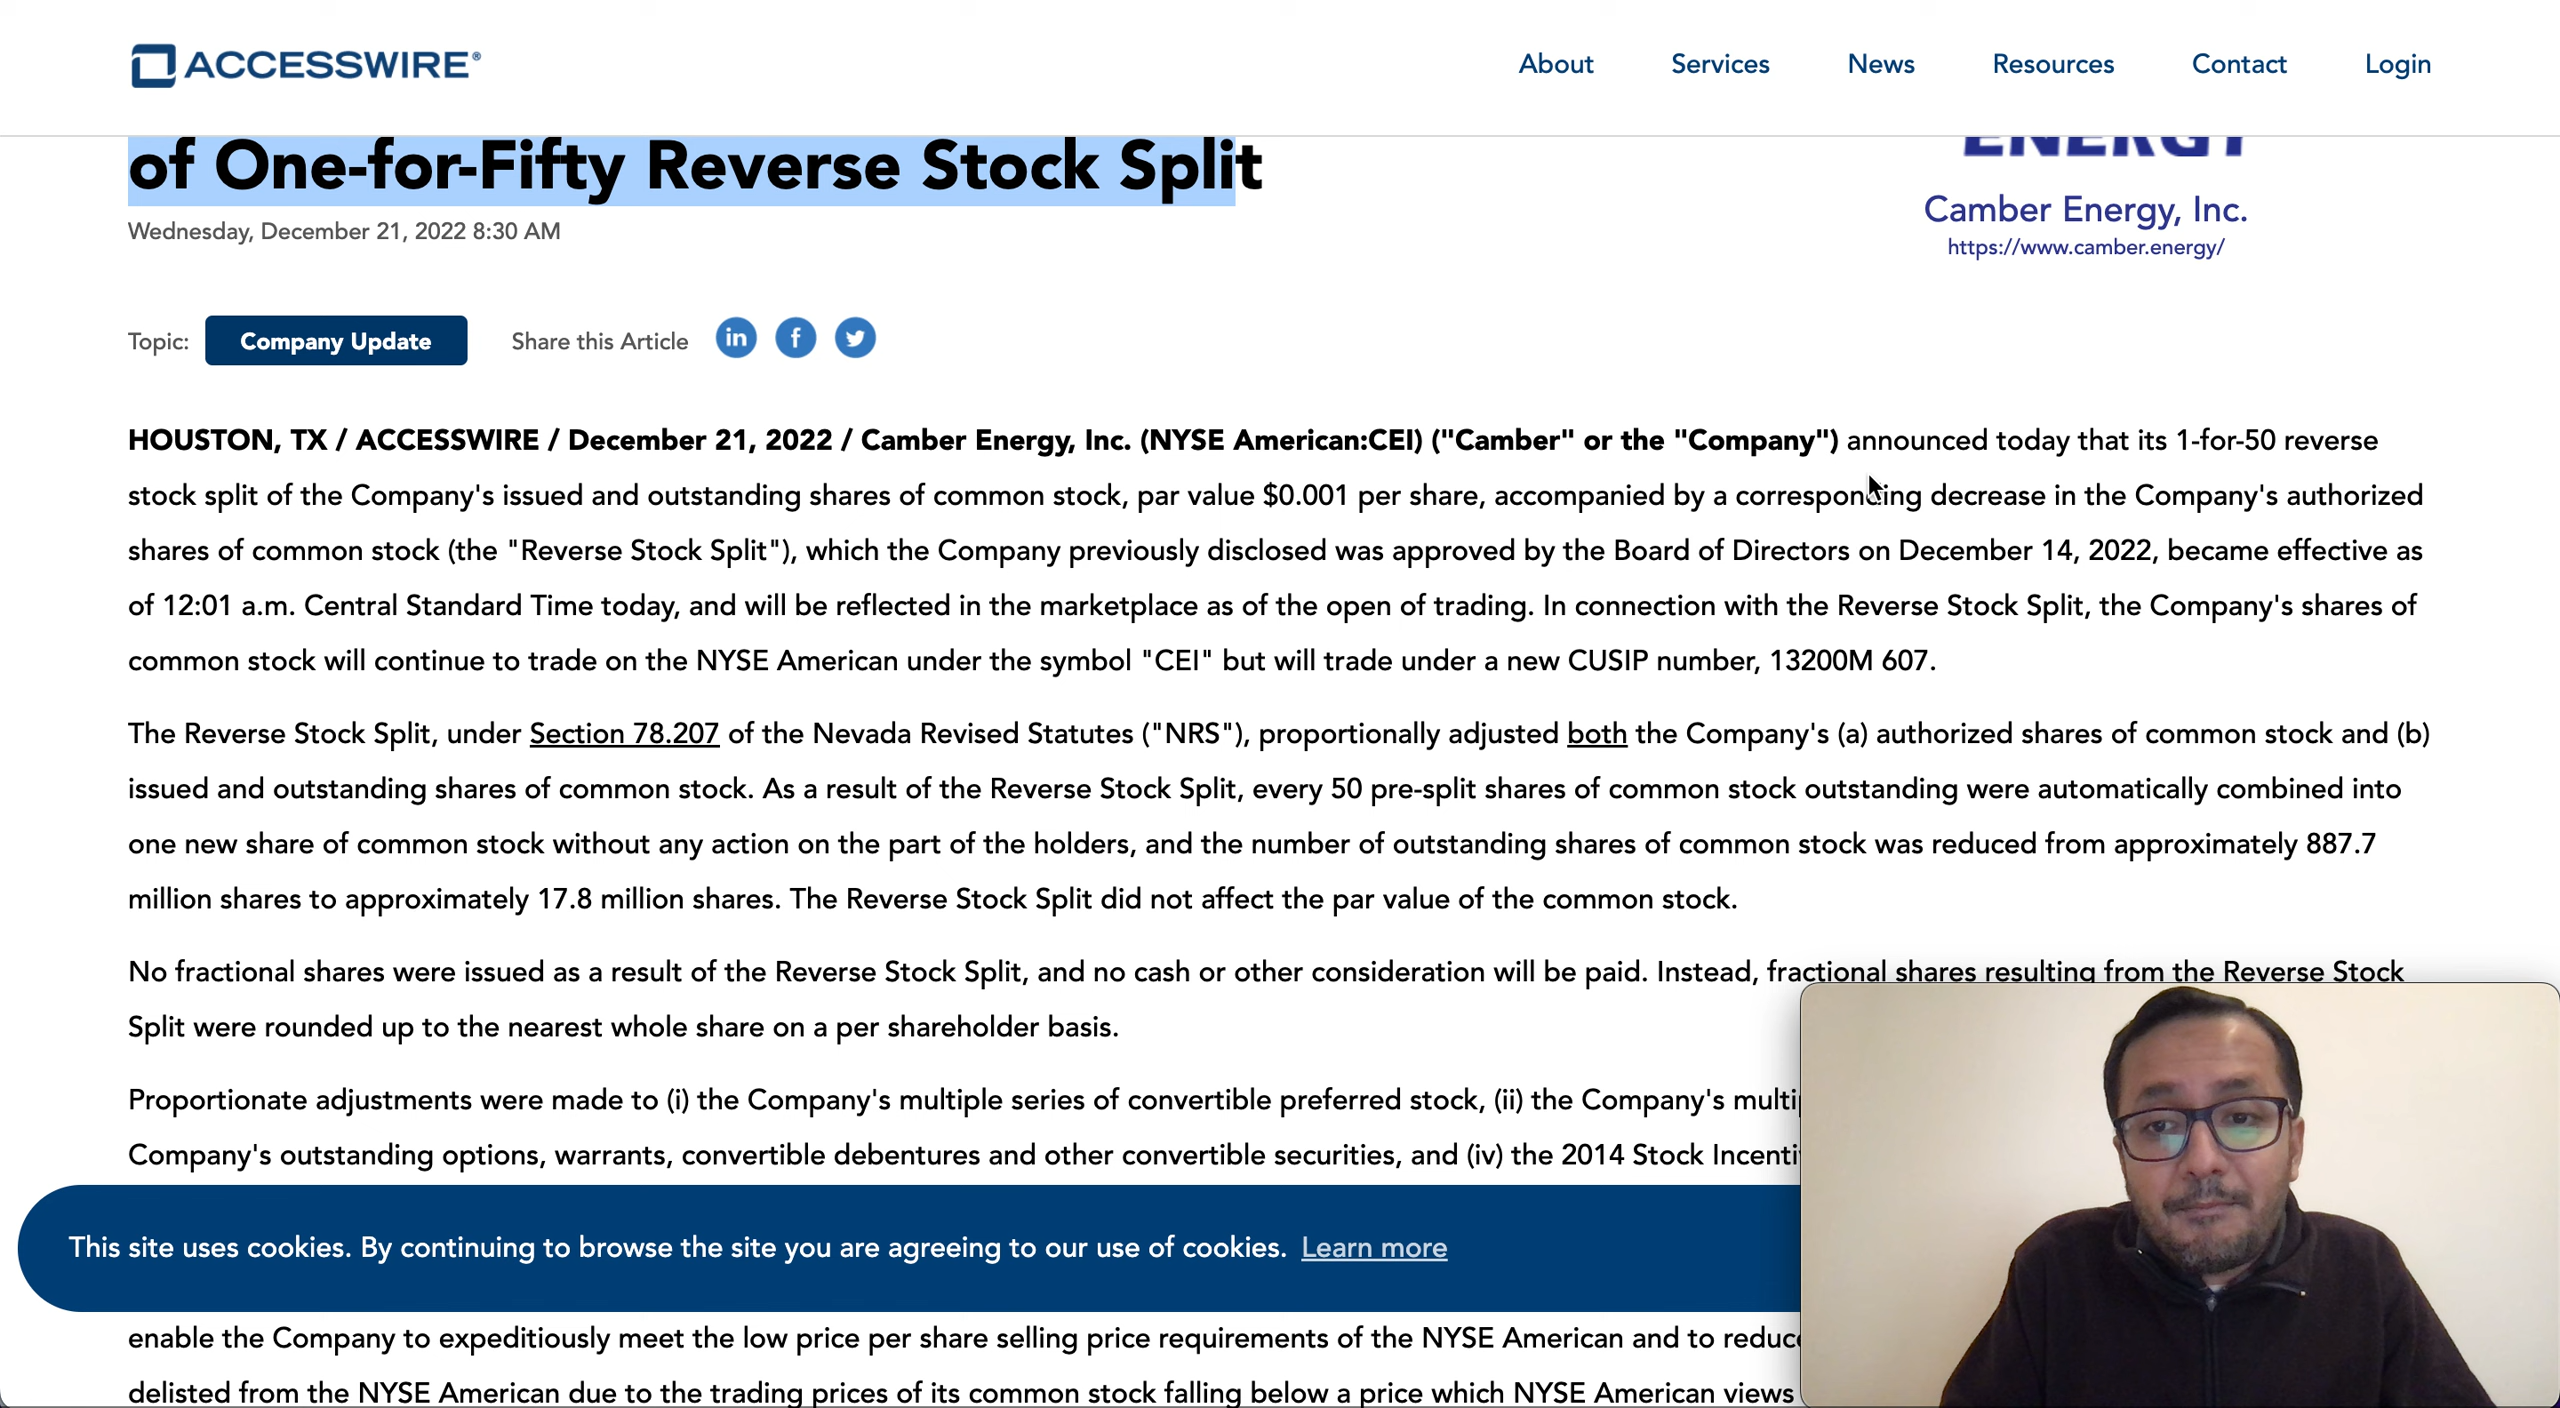 ACCESSWIRE®
About Services News Resources Contact Login
of One-for-Fifty Reverse Stock Split
Wednesday, December 21, 2022 8:30 AM
ENERGY
Camber Energy, Inc.
https://www.camber.energy/
Topic: Company Update Share this Article
HOUSTON, TX / ACCESSWIRE / December 21, 2022 / Camber Energy, Inc. (NYSE American:CEI) ("Camber" or the "Company") announced today that its 1-for-50 reverse
stock split of the Company's issued and outstanding shares of common stock, par value $0.001 per share, accompanied by a corresponding decrease in the Company's authorized
shares of common stock (the "Reverse Stock Split"), which the Company previously disclosed was approved by the Board of Directors on December 14, 2022, became effective as
of 12:01 a.m. Central Standard Time today, and will be reflected in the marketplace as of the open of trading. In connection with the Reverse Stock Split, the Company's shares of
common stock will continue to trade on the NYSE American under the symbol "CEI" but will trade under a new CUSIP number, 13200M 607.
The Reverse Stock Split, under Section 78.207 of the Nevada Revised Statutes ("NRS"), proportionally adjusted both the Company's (a) authorized shares of common stock and (b)
issued and outstanding shares of common stock. As a result of the Reverse Stock Split, every 50 pre-split shares of common stock outstanding were automatically combined into
one new share of common stock without any action on the part of the holders, and the number of outstanding shares of common stock was reduced from approximately 887.7
million shares to approximately 17.8 million shares. The Reverse Stock Split did not affect the par value of the common stock.
No fractional shares were issued as a result of the Reverse Stock Split, and no cash or other consideration will be paid. Instead, fractional shares resulting from the Reverse Stock
Split were rounded up to the nearest whole share on a per shareholder basis.
Proportionate adjustments were made to (i) the Company's multiple series of convertible preferred stock, (ii) the Company's
Company's outstanding options, warrants, convertible debentures and other convertible securities, and (iv) the 2014 Stock
This site uses cookies. By continuing to browse the site you are agreeing to our use of cookies. Learn more
enable the Company to expeditiously meet the low price per share selling price requirements of the NYSE American and to
delisted from the NYSE American due to the trading prices of its common stock falling below a price which NYSE American views